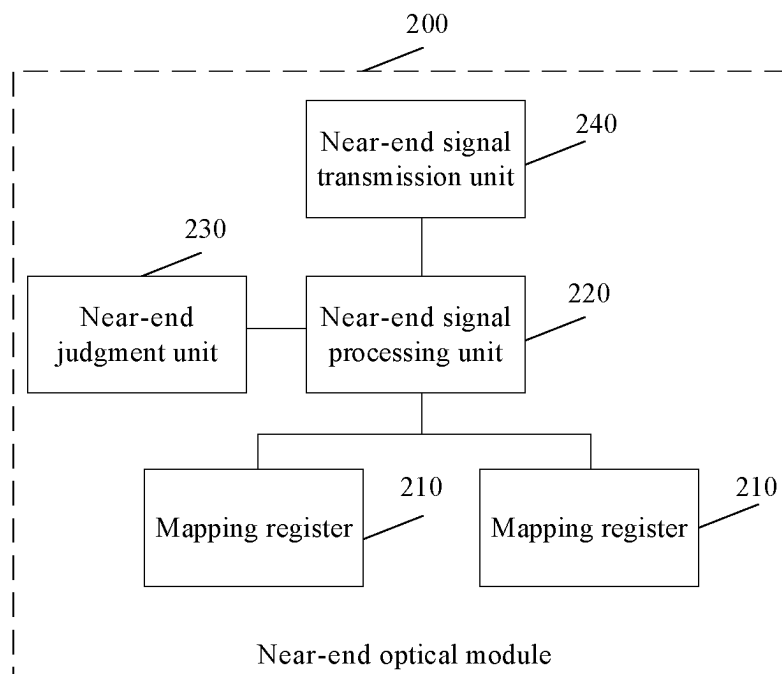 200
Near-end signal
transmission unit
240
230
Near-end
judgment unit
Near-end signal
processing unit
220
Mapping register
210
Mapping register
210
Near-end optical module